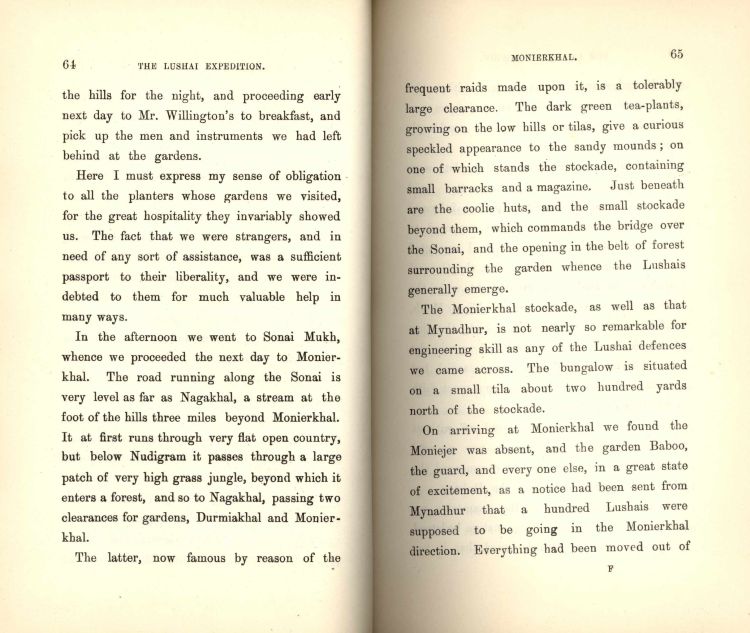 64
THE LUSHAI EXPEDITION.
the hills for the night, and proceeding early
next day to Mr. Willington's to breakfast, and
pick up the men and instruments we had left
behind at the gardens.
Here I must express my sense of obligation
to all the planters whose gardens we visited,
for the great hospitality they invariably showed
us. The fact that we were strangers, and in
need of any sort of assistance, was a sufficient
passport to their liberality, and we were in-
debted to them for much valuable help in
many ways.
In the afternoon we went to Sonai Mukh,
whence we proceeded the next day to Monier-
khal. The road running along the Sonai is
very level as far as Nagakhal, a stream at the
foot of the hills three miles beyond Monierkhal.
It at first runs through very flat open country,
but below Nudigram it passes through a large
patch of very high grass jungle, beyond which it
enters a forest, and so to Nagakhal, passing two
clearances for gardens, Durmiakhal and Monier-
khal.
The latter, now famous by reason of the
MONIERKHAL.
65
frequent raids made upon it, is a tolerably
large clearance. The dark green tea-plants,
growing on the low hills or tilas, give a curious
speckled appearance to the sandy mounds; on
one of which stands the stockade, containing
small barracks and a magazine. Just beneath
are the coolie huts, and the small stockade
beyond them, which commands the bridge over
the Sonai, and the opening in the belt of forest
surrounding the garden whence the Lushais
generally emerge.
The Monierkhal stockade, as well as that
at Mynadhur, is not nearly so remarkable for
engineering skill as any of the Lushai defences
we came across. The bungalow is situated
on a small tila about two hundred yards
north of the stockade.
On arriving at Monierkhal we found the
Moniejer was absent, and the garden Baboo,
the guard, and every one else, in a great state
of excitement, as a notice had been sent from
Mynadhur that a hundred Lushais were
supposed to be going in the Monierkhal
direction. Everything had been moved out of
F